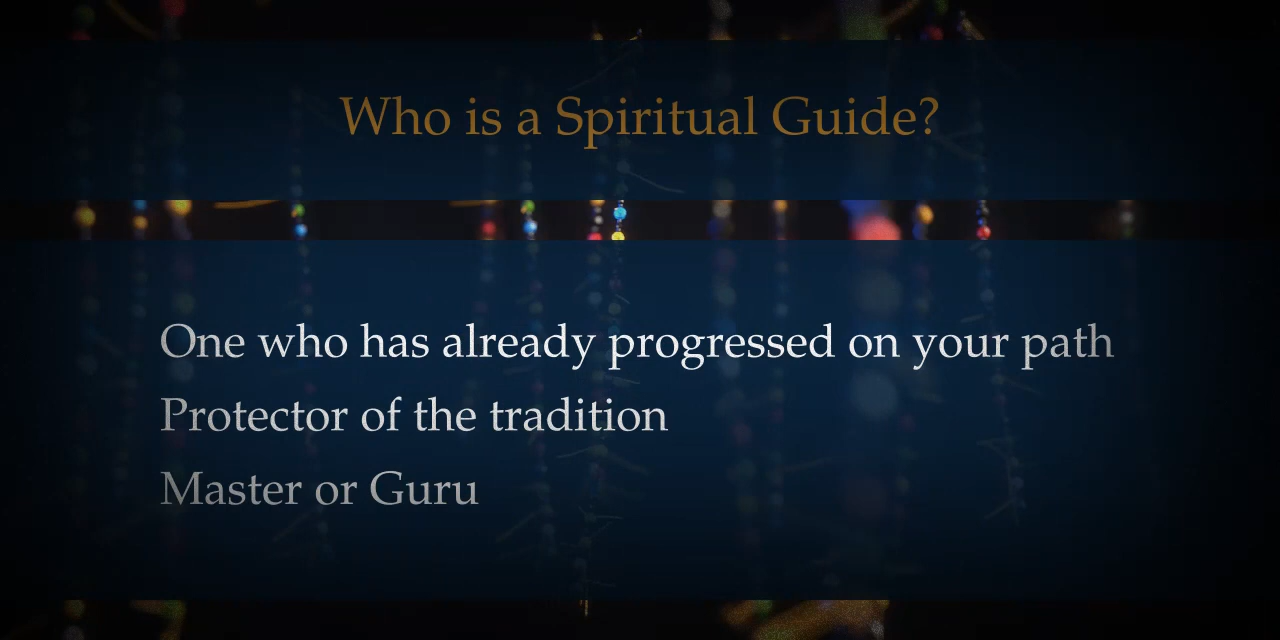 Who is a Spiritual Guide?
One who has already progressed on your path
Protector of the tradition
Master or Guru